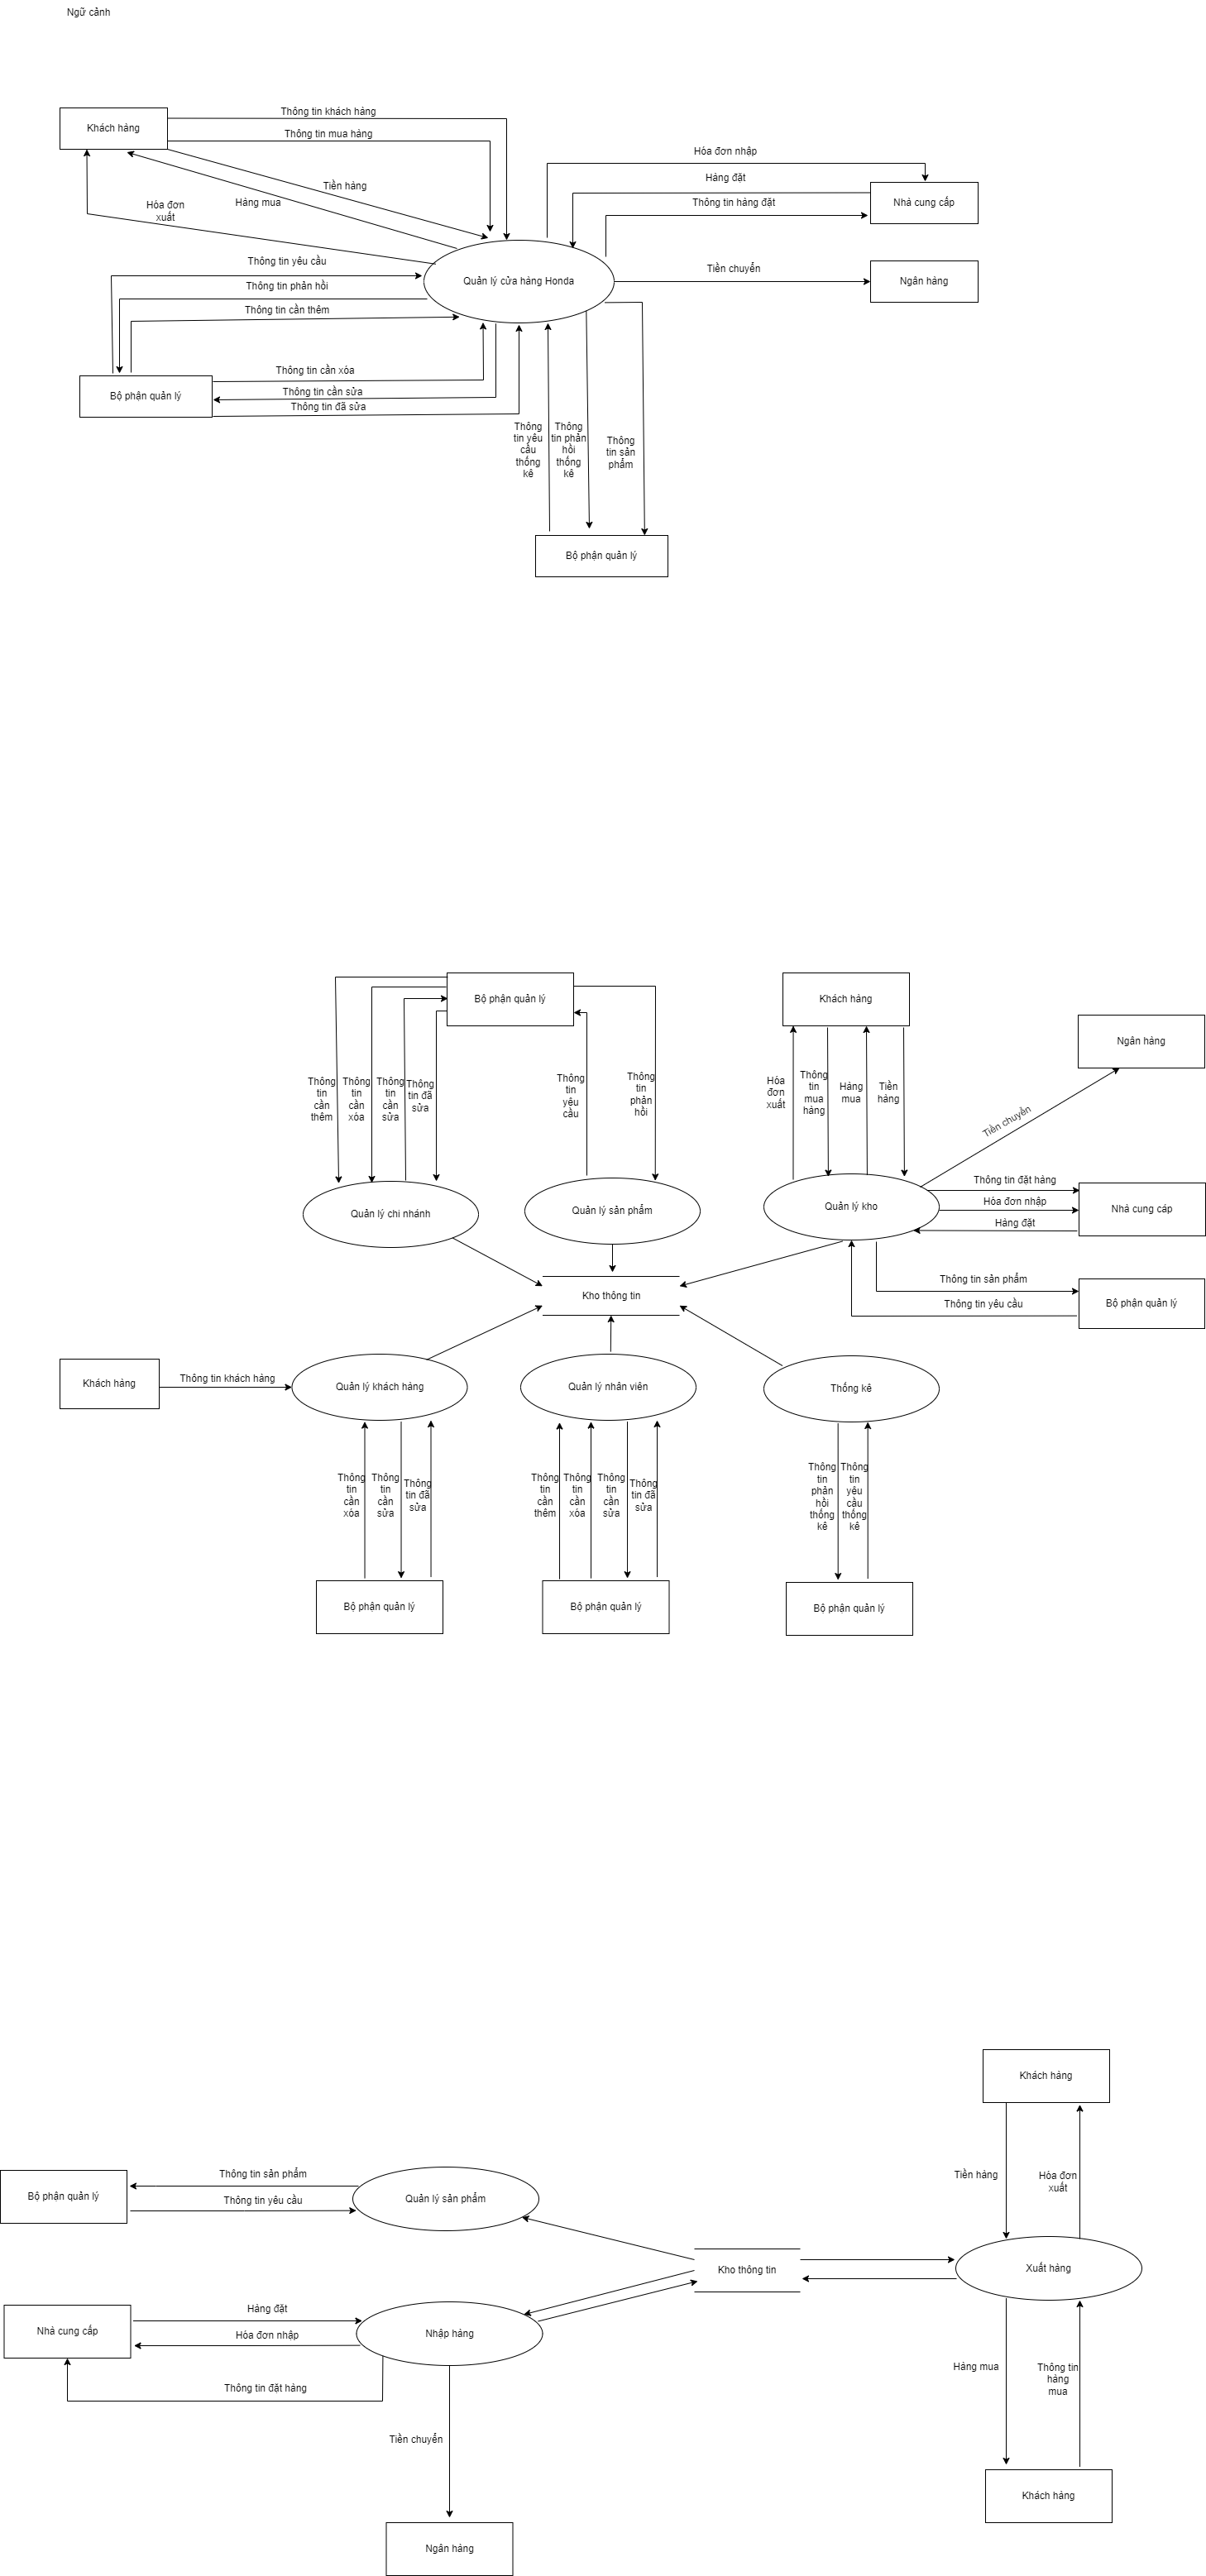 Ngữ cảnh
Thông tin khách hàng
Khách hàng
Thông tin mua hàng
Hóa đơn nhập
Hàng đặt
Tiền hàng
Hàng mua
Thông tin hàng đặt
Nhà cung cấp
Hóa đơn
xuất
Thông tin yêu cầu
Tiền chuyển
Quản lý cửa hàng Honda
Ngân hàng
Thông tin phản hồi
Thông tin cần thêm
Thông tin cần xóa
Thông tin cần sửa
Bộ phận quản lý
Thông tin đã sửa
Thông
tin yêu
cầu
thống
kê
Thông
tin phản
hồi
thống
kê
Thông
tin sản
phẩm
Bộ phận quản lý
Bộ phận quản lý
Khách hàng
Ngân hàng
Thông
tin
cần
thêm
Thông
tin
cần
xóa
Thông
tin
cần
sửa
Thông
tin đã
sửa
Thông
tin
yêu
cầu
Thông
tin
phản
hồi
Hóa
đơn
xuất
Thông
tin
mua
hàng
Hàng
mua
Tiền
hàng
Tiền chuyển
Thông tin đặt hàng
Quản lý chi nhánh
Quản lý sản phẩm
Quản lý kho
Hóa đơn nhập
Nhà cung cáp
Hàng đặt
Thông tin sản phẩm
Kho thông tin
Thông tin yêu cầu
Bộ phận quản lý
Khách hàng
Thông tin khách hàng
Quản lý khách hàng
Quản lý nhân viên
Thống kê
Thông
tin
cần
xóa
Thông
tin
cần
sửa
Thông
tin đã
sửa
Thông
tin
cần
thêm
Thông
tin
cần
xóa
Thông
tin
cần
sửa
Thông
tin đã
sửa
Thông
tin
phản
hồi
thống
kê
Thông
tin
yêu
cầu
thống
kê
Bộ phận quản lý
Bộ phận quản lý
Bộ phận quản lý
Khách hàng
Tiền hàng
Hóa đơn
xuất
Thông tin sản phẩm
Bộ phận quản lý
Thông tin yêu cầu
Quản lý sản phẩm
Kho thông tin
Xuất hàng
Hàng đặt
Nhà cung cấp
Hóa đơn nhập
Nhập hàng
Thông tin đặt hàng
Hàng mua
Thông tin
hàng
mua
Tiền chuyển
Khách hàng
Ngân hàng